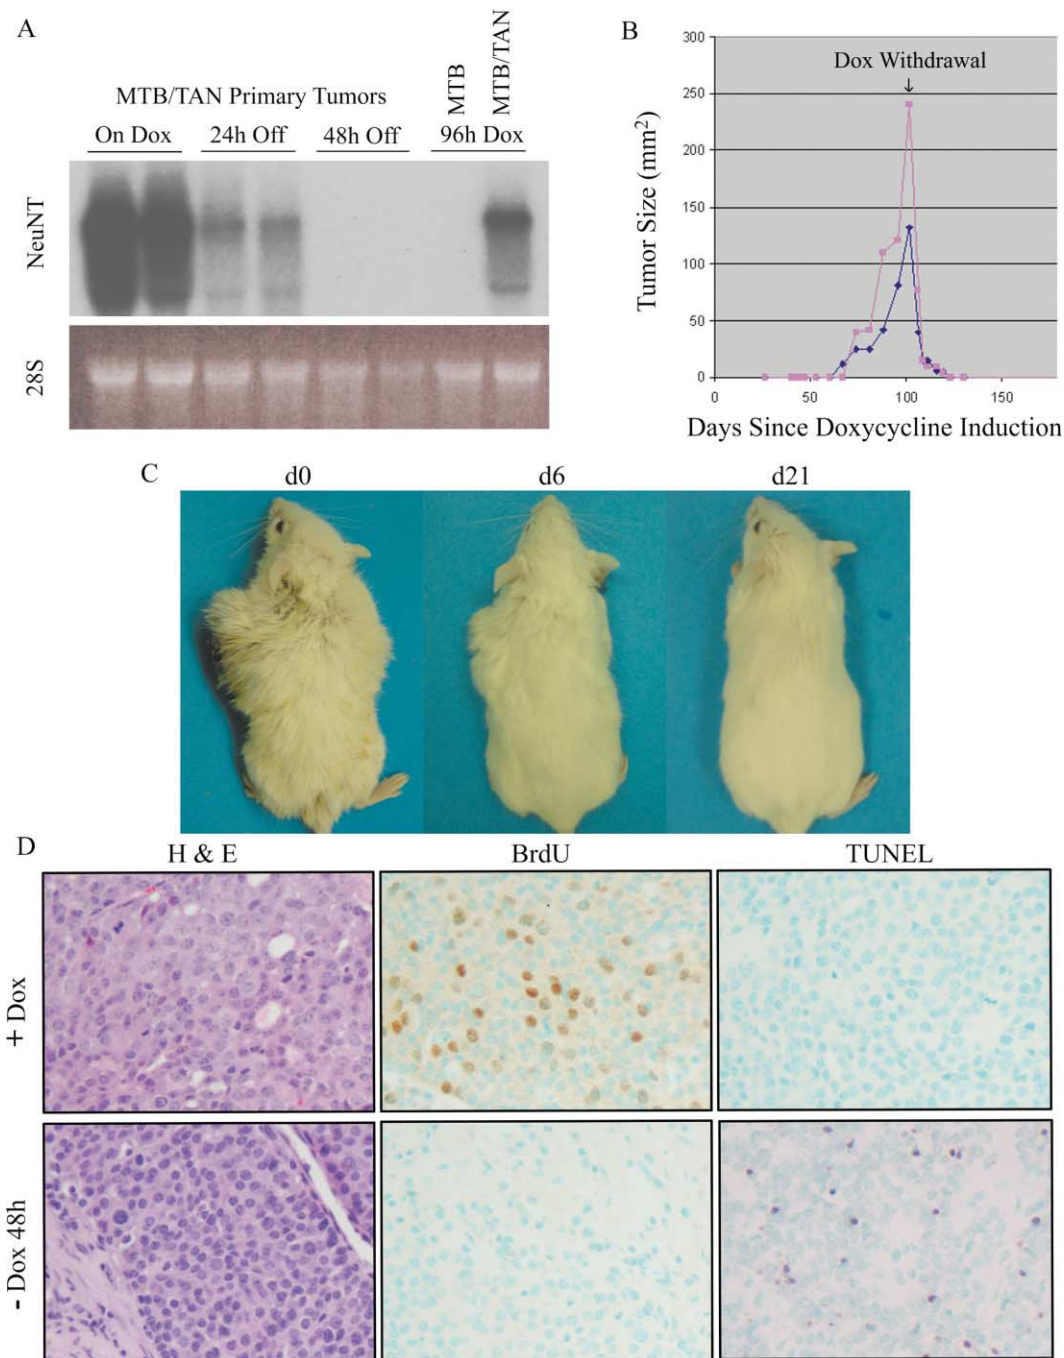 A
MTB/TAN Primary Tumors
MTB
MTB/TAN
On Dox 24h Off 48h Off 96h Dox
NeuNT
28S
B
Dox Withdrawal
Tumor Size (mm²)
300
250
200
150
100
50
0
0 50 100 150
Days Since Doxycycline Induction
C
d0 d6 d21
D
H & E BrdU TUNEL
+ Dox
- Dox 48h